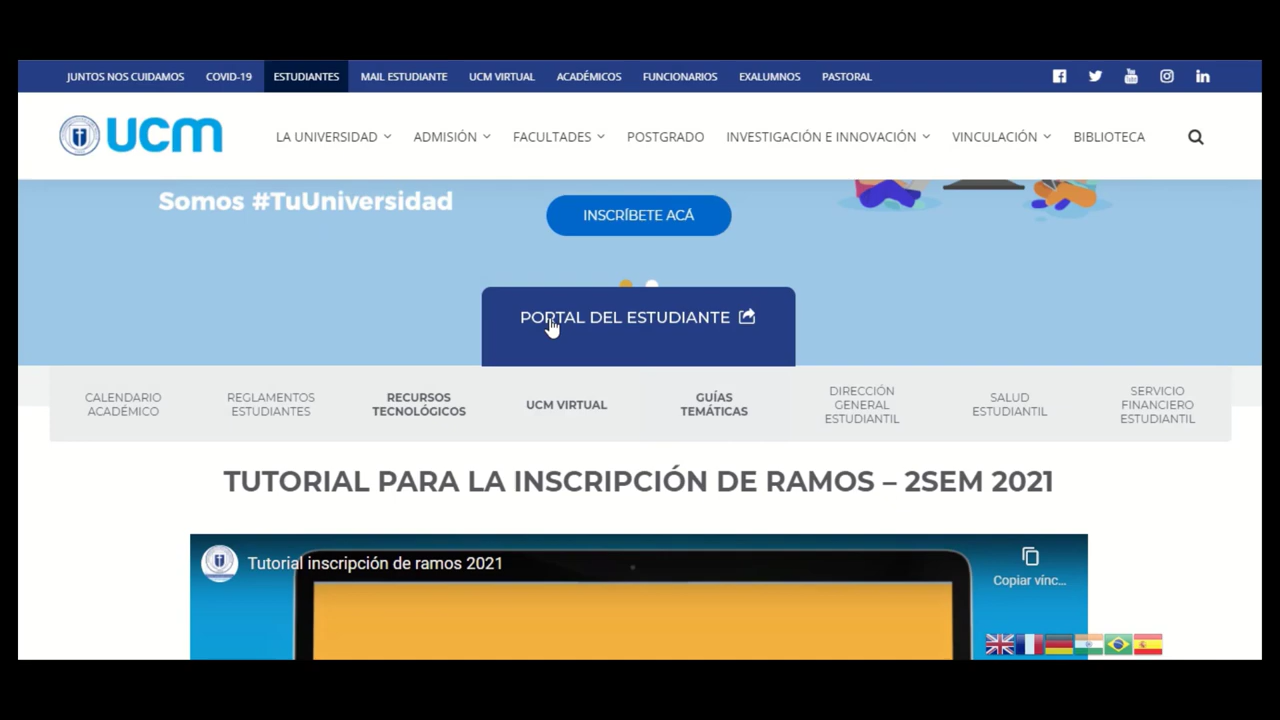 JUNTOS NOS CUIDAMOS COVID-19 ESTUDIANTES MAIL ESTUDIANTE UCM VIRTUAL ACADÉMICOS FUNCIONARIOS EXALUMNOS PASTORAL
ucm LA UNIVERSIDAD ADMISIÓN FACULTADES POSTGRADO INVESTIGACIÓN E INNOVACIÓN VINCULACIÓN BIBLIOTECA
Somos #TuUniversidad
INSCRÍBETE ACÁ
PORTAL DEL ESTUDIANTE
CALENDARIO
ACADÉMICO
REGLAMENTOS
ESTUDIANTES
RECURSOS
TECNOLÓGICOS
UCM VIRTUAL
GUÍAS
TEMÁTICAS
DIRECCIÓN
GENERAL
ESTUDIANTIL
SALUD
ESTUDIANTIL
SERVICIO
FINANCIERO
ESTUDIANTIL
TUTORIAL PARA LA INSCRIPCIÓN DE RAMOS – 2SEM 2021
Tutorial inscripción de ramos 2021
Copiar vínc...